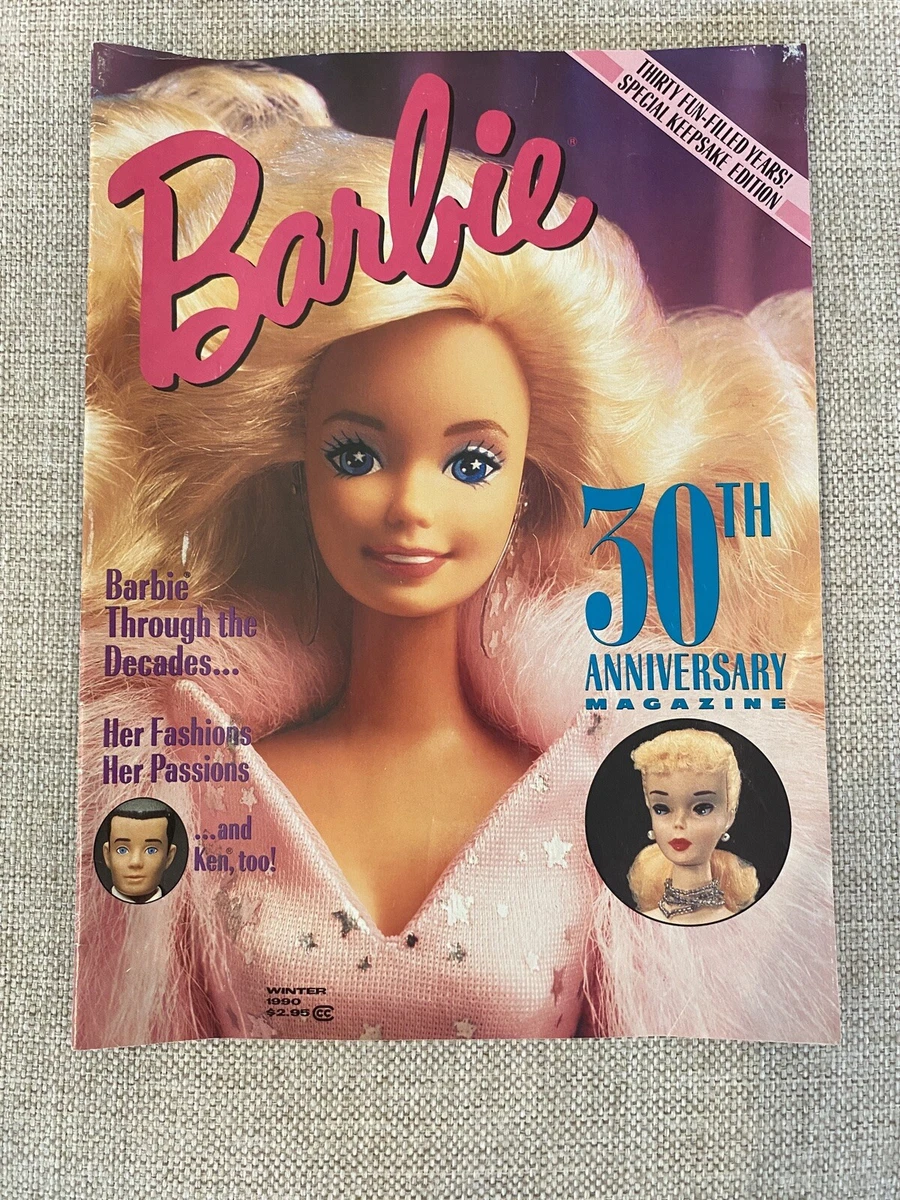 THIRTY FUN-FILLED YEARS!
SPECIAL KEEPSAKE EDITION
Barbie®
30TH
ANNIVERSARY
MAGAZINE
Barbie®
Through the
Decades...
Her Fashions
Her Passions
...and
Ken®, too!
WINTER
1990
$2.95 CC